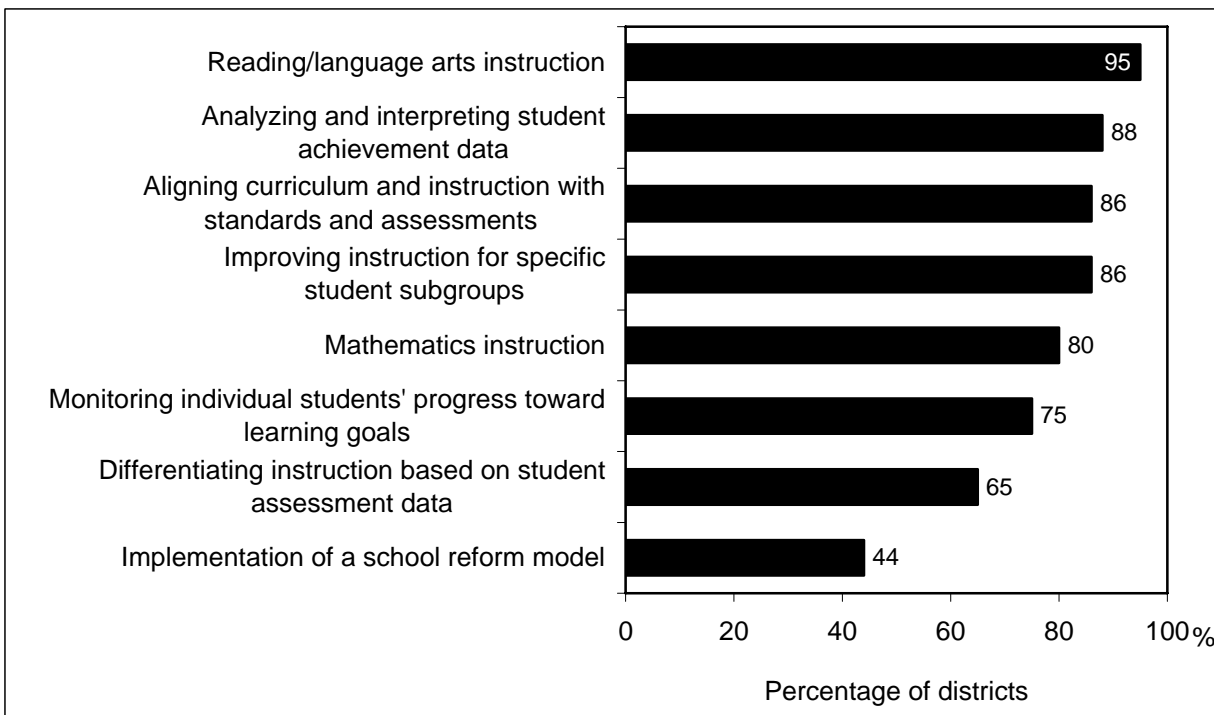 Reading/language arts instruction
95
Analyzing and interpreting student
achievement data
88
Aligning curriculum and instruction with
standards and assessments
86
Improving instruction for specific
student subgroups
86
Mathematics instruction
80
Monitoring individual students' progress toward
learning goals
75
Differentiating instruction based on student
assessment data
65
Implementation of a school reform model
44
0 20 40 60 80 100 %
Percentage of districts